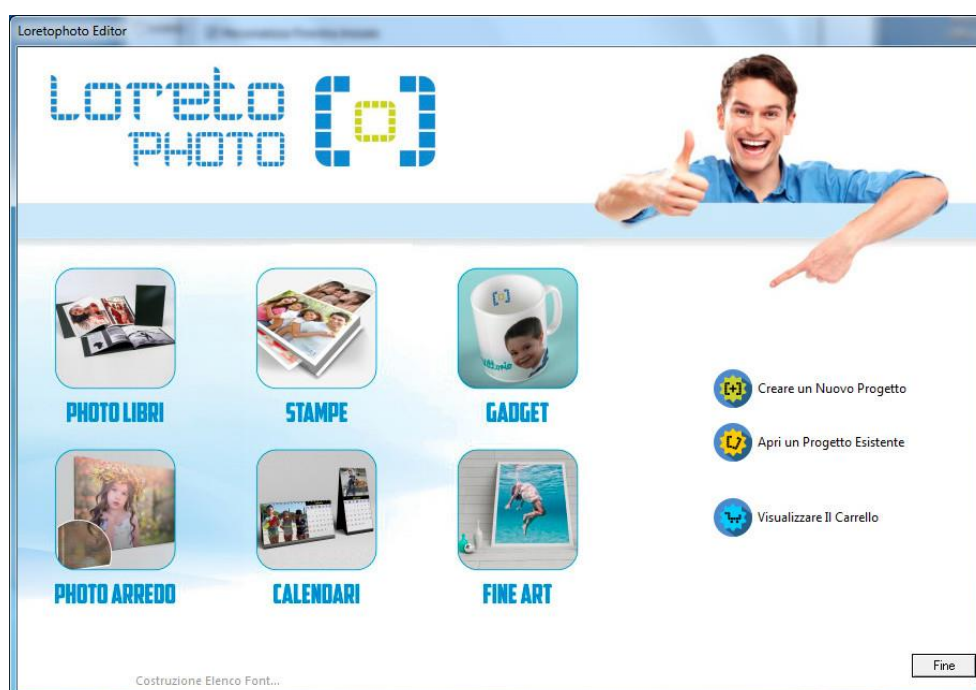 Loretophoto Editor
Loreto
PHOTO
PHOTO LIBRI
STAMPE
GADGET
Creare un Nuovo Progetto
Apri un Progetto Esistente
Visualizzare Il Carrello
PHOTO ARREDO
CALENDARI
FINE ART
Costruzione Elenco Font...
Fine